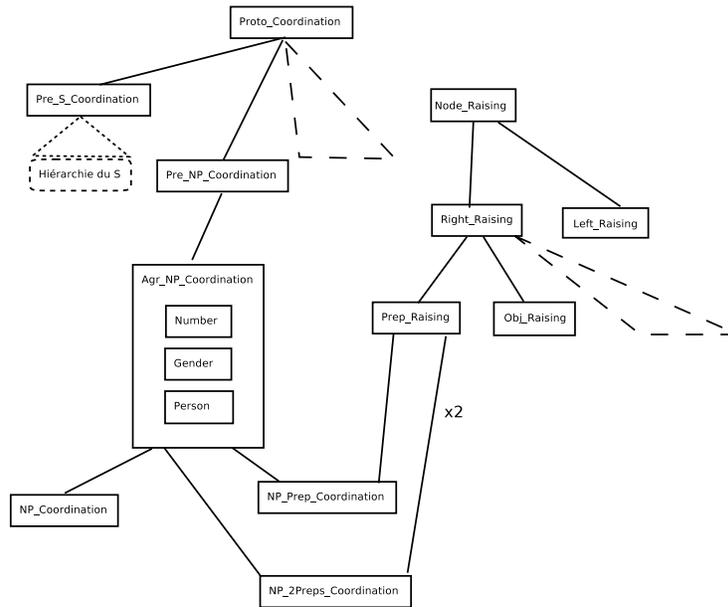 Proto_Coordination
Pre_S_Coordination
Node_Raising
Hiérarchie du S
Pre_NP_Coordination
Right_Raising
Left_Raising
Agr_NP_Coordination
Number
Prep_Raising
Obj_Raising
Gender
Person
x2
NP_Prep_Coordination
NP_Coordination
NP_2Preps_Coordination